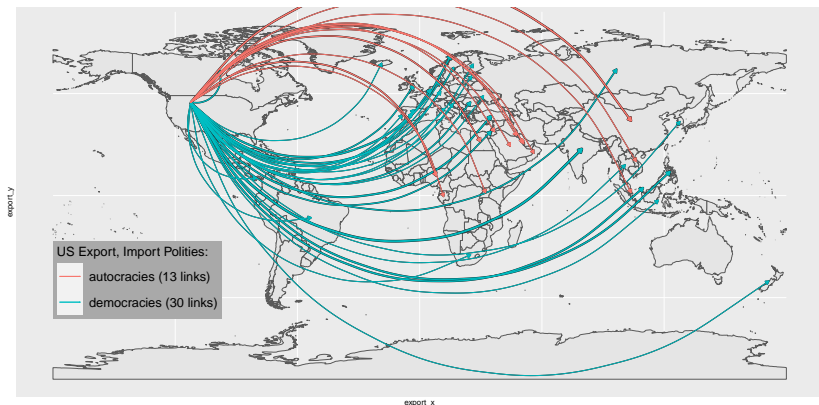 export_y
US Export, Import Polities:
autocracies (13 links)
democracies (30 links)
export_x